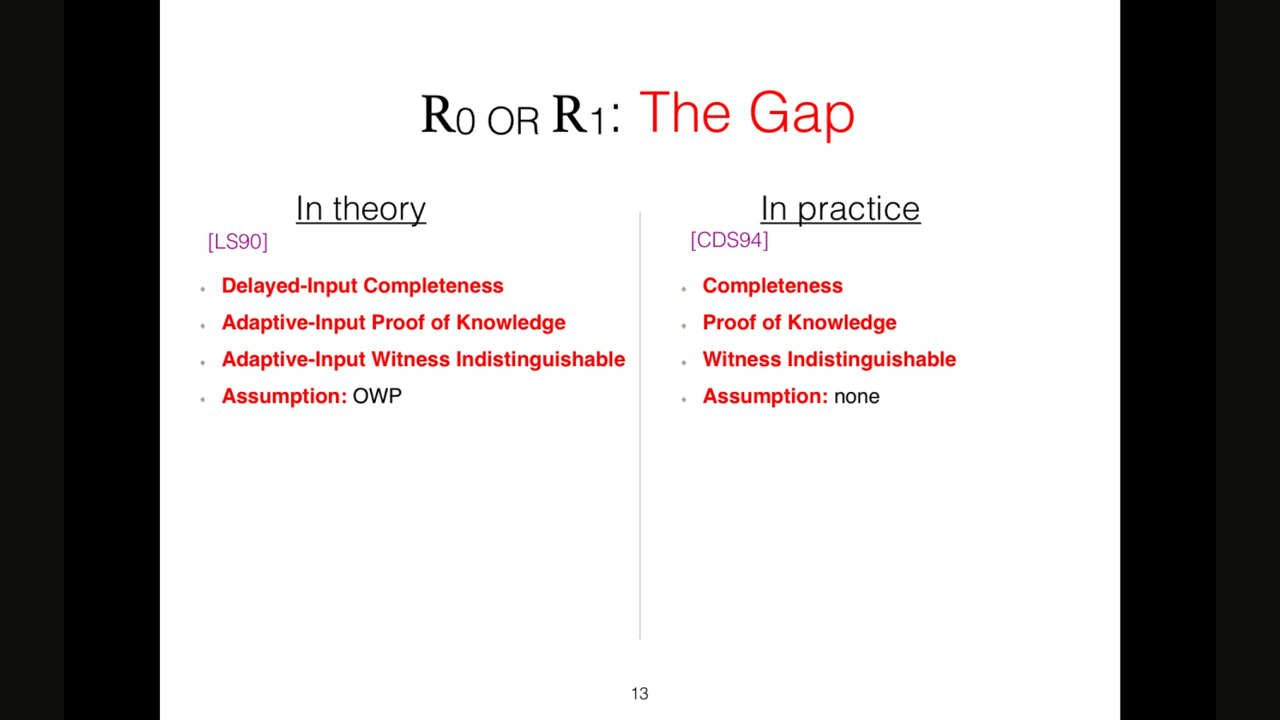 R0 OR R1: The Gap
In theory
[LS90]
Delayed-Input Completeness
Adaptive-Input Proof of Knowledge
Adaptive-Input Witness Indistinguishable
Assumption: OWP
In practice
[CDS94]
Completeness
Proof of Knowledge
Witness Indistinguishable
Assumption: none
13